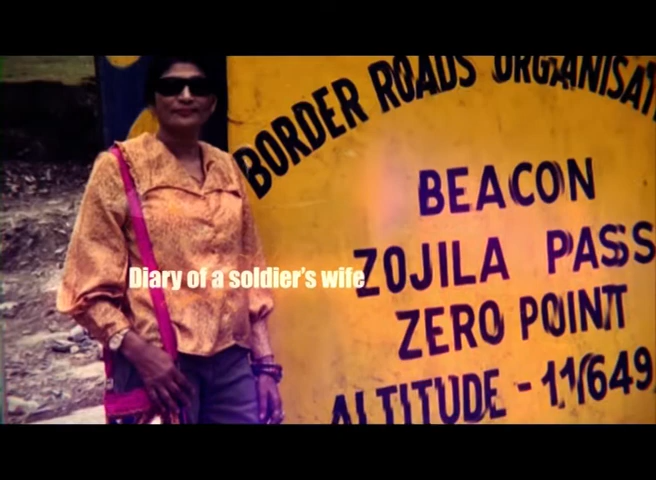 BORDER ROADS ORGANISAT
BEACON
ZOJILA PASS
Diary of a soldier's wife
ZERO POINT
ALTITUDE - 11649